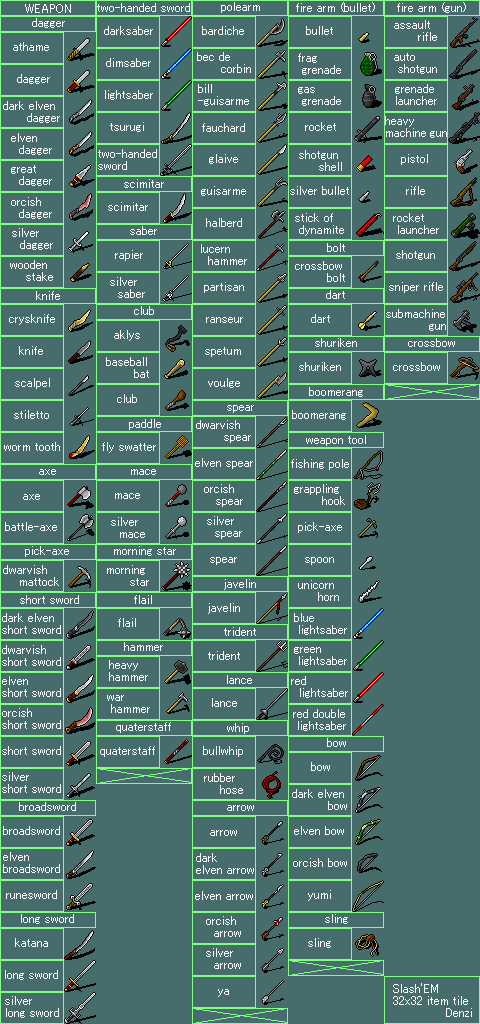 WEAPON
dagger
athame
dagger
dark elven
dagger
elven
dagger
great
dagger
orcish
dagger
silver
dagger
wooden
stake
knife
crysknife
knife
scalpel
stiletto
worm tooth
axe
axe
battle-axe
pick-axe
dwarvish
mattock
short sword
dark elven
short sword
dwarvish
short sword
elven
short sword
orcish
short sword
short sword
silver
short sword
broadsword
broadsword
elven
broadsword
runesword
long sword
katana
long sword
silver
long sword
two-handed sword
darksaber
dimsaber
lightsaber
tsurugi
two-handed
sword
scimitar
scimitar
saber
rapier
silver
saber
club
aklys
baseball
bat
club
paddle
fly swatter
mace
mace
silver
mace
morning star
morning
star
flail
flail
hammer
heavy
hammer
war
hammer
quaterstaff
quaterstaff
polearm
bardiche
bec de
corbin
bill
-guisarme
fauchard
glaive
guisarme
halberd
lucern
hammer
partisan
ranseur
spetum
voulge
spear
dwarvish
spear
elven spear
orcish
spear
silver
spear
spear
javelin
javelin
trident
trident
lance
lance
whip
bullwhip
rubber
hose
arrow
arrow
dark
elven arrow
elven arrow
orcish
arrow
silver
arrow
ya
fire arm (bullet)
bullet
frag
grenade
gas
grenade
rocket
shotgun
shell
silver bullet
stick of
dynamite
bolt
crossbow
bolt
dart
dart
shuriken
shuriken
boomerang
boomerang
weapon tool
fishing pole
grappling
hook
pick-axe
spoon
unicorn
horn
blue
lightsaber
green
lightsaber
red
lightsaber
red double
lightsaber
bow
bow
dark elven
bow
elven bow
orcish bow
yumi
sling
sling
fire arm (gun)
assault
rifle
auto
shotgun
grenade
launcher
heavy
machine gun
pistol
rifle
rocket
launcher
shotgun
sniper rifle
submachine
gun
crossbow
crossbow
Slash'EM
32x32 item tile
Denzi